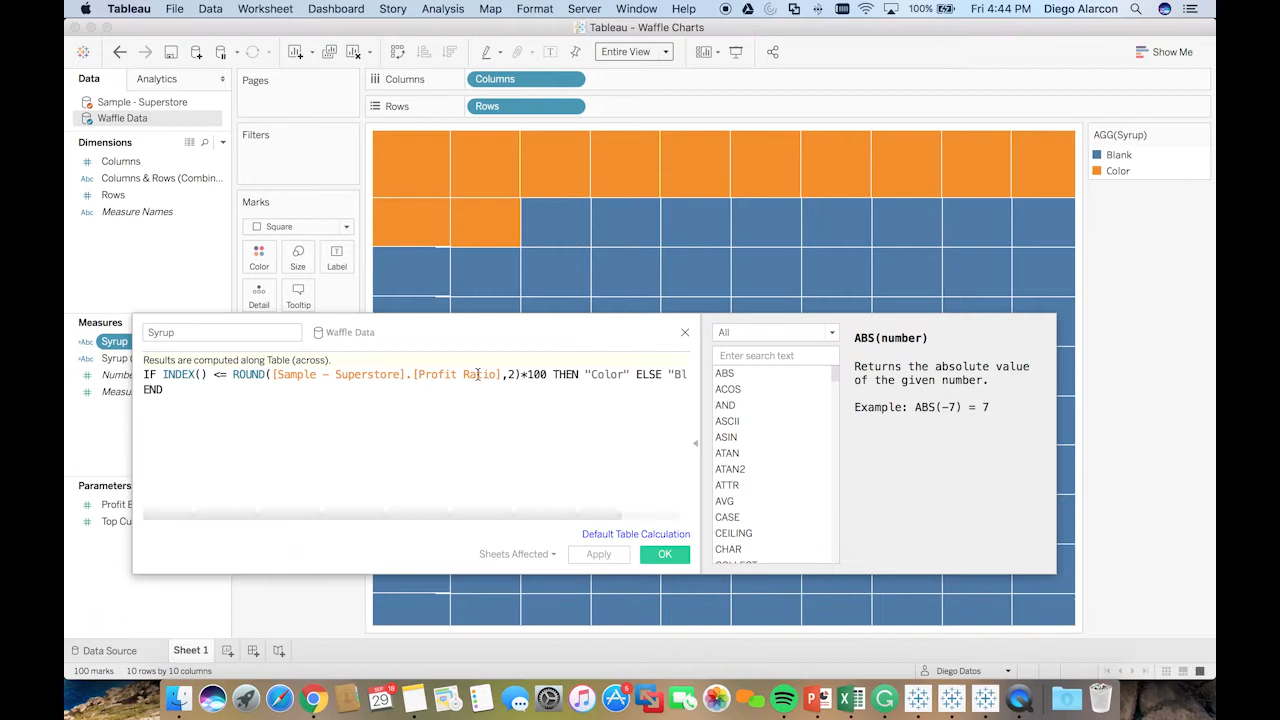 Tableau File Data Worksheet Dashboard Story Analysis Map Format Server Window Help 100% Fri 4:44 PM Diego Alarcon
Tableau - Waffle Charts
Entire View Show Me
Data Analytics
Sample - Superstore
Waffle Data
Dimensions
Columns
Columns & Rows (Combin...
Rows
Measure Names
Measures
Syrup
Syrup
Parameters
Profit
Top Cu
Pages
Filters
Marks
Square
Color Size Label
Detail Tooltip
Columns Columns
Rows Rows
AGG(Syrup)
Blank
Color
Syrup Waffle Data
Results are computed along Table (across).
IF INDEX() <= ROUND([Sample - Superstore].[Profit Ratio],2)*100 THEN "Color" ELSE "Bl
END
Default Table Calculation
Sheets Affected Apply OK
All
Enter search text
ABS
ACOS
AND
ASCII
ASIN
ATAN
ATAN2
ATTR
AVG
CASE
CEILING
CHAR
ABS(number)
Returns the absolute value
of the given number.
Example: ABS(-7) = 7
Data Source Sheet 1
100 marks 10 rows by 10 columns Diego Datos
SEP 18
29